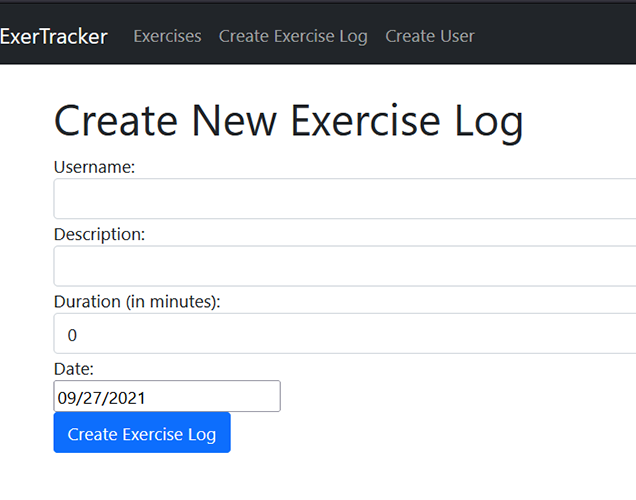 ExerTracker Exercises Create Exercise Log Create User
Create New Exercise Log
Username:
Description:
Duration (in minutes):
0
Date:
09/27/2021
Create Exercise Log